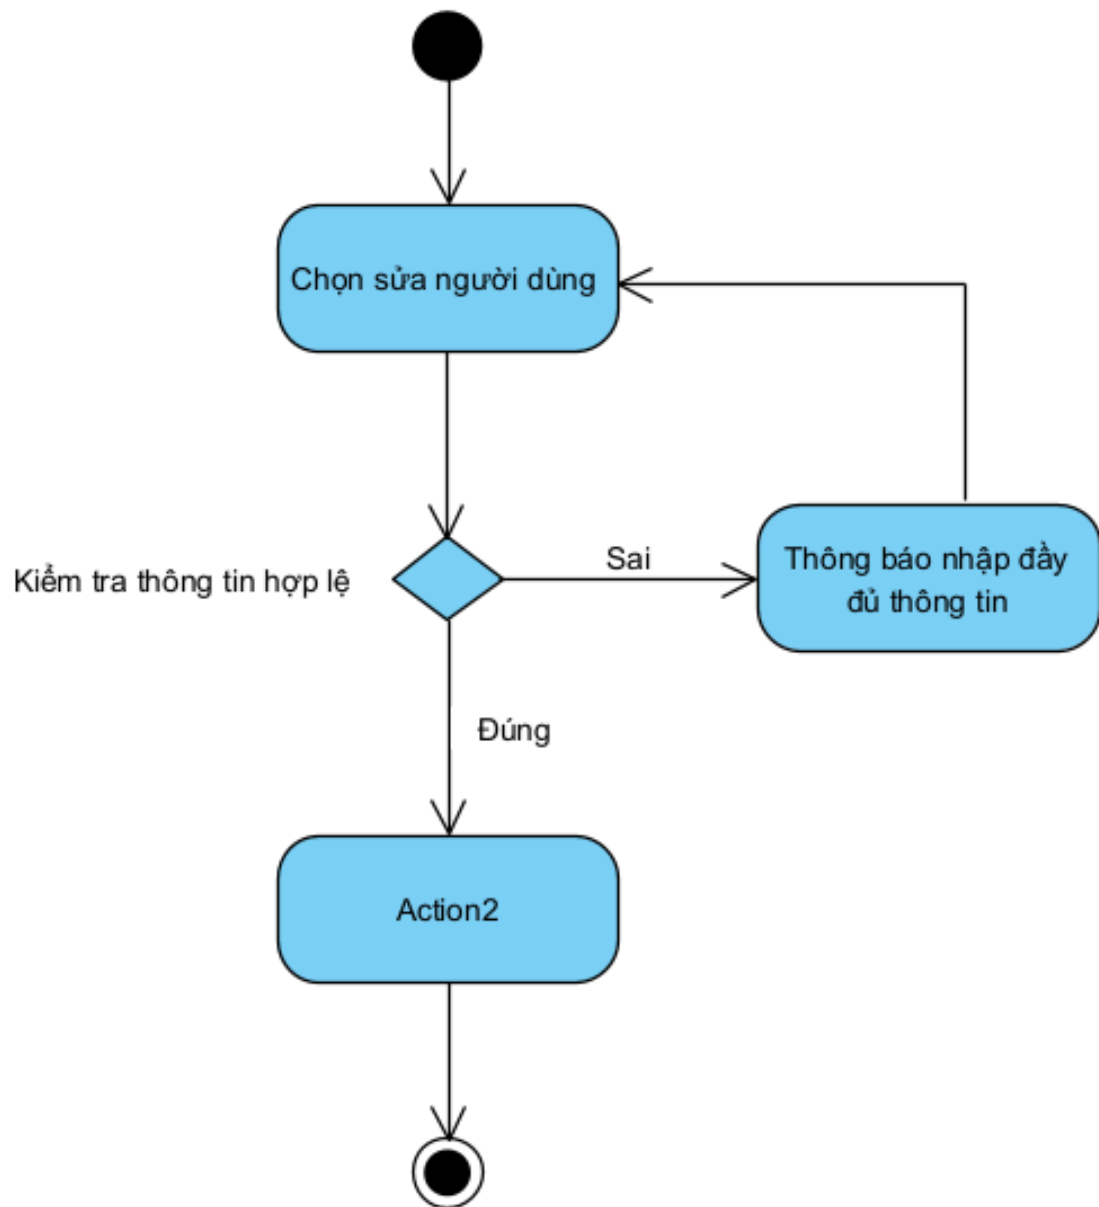 Chọn sửa người dùng
Kiểm tra thông tin hợp lệ
Sai
Thông báo nhập đầy
đủ thông tin
Đúng
Action2